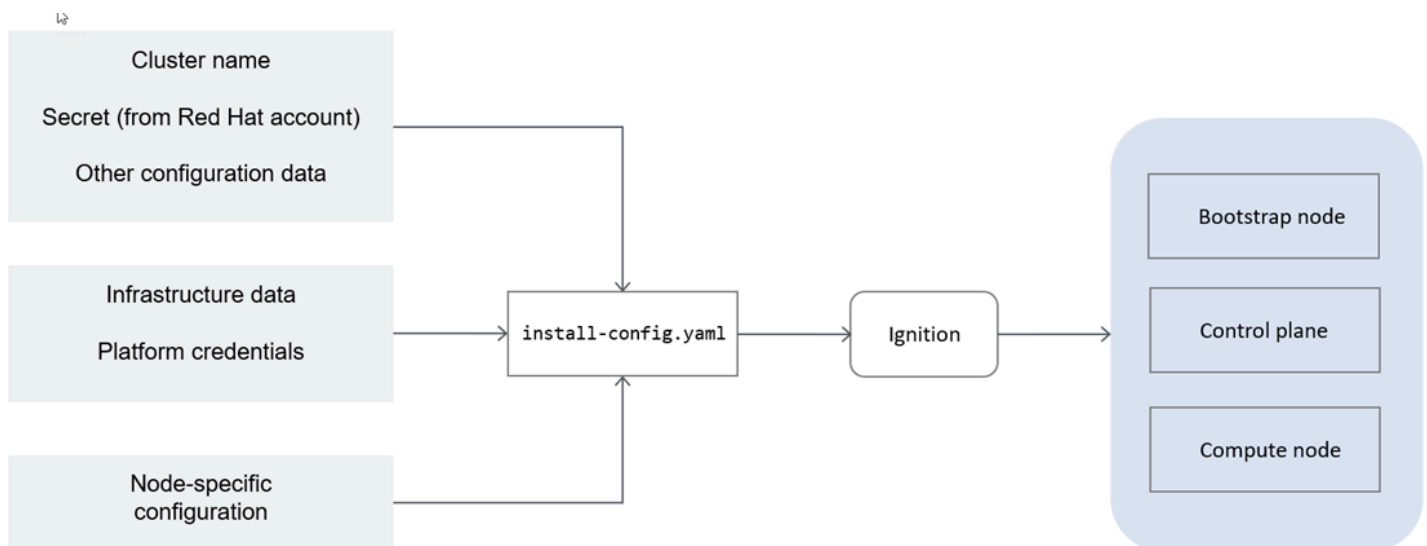 Cluster name
Secret (from Red Hat account)
Other configuration data
Infrastructure data
Platform credentials
Node-specific
configuration
install-config.yaml
Ignition
Bootstrap node
Control plane
Compute node